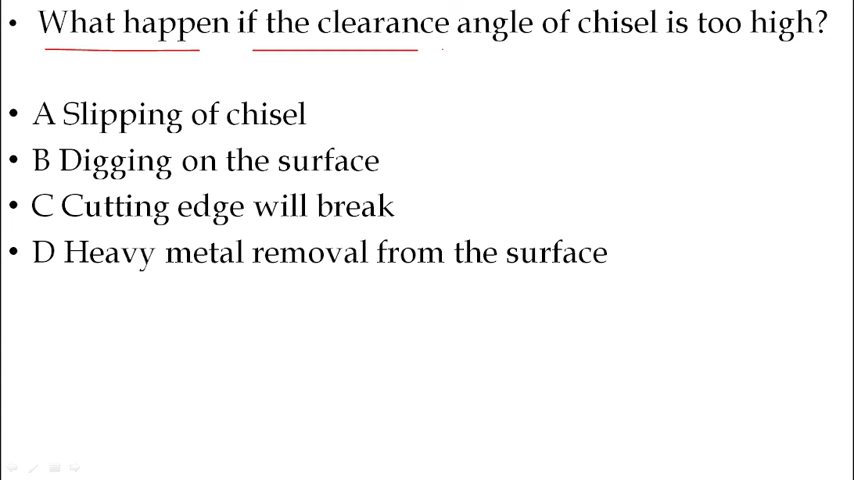 • What happen if the clearance angle of chisel is too high?
• A Slipping of chisel
• B Digging on the surface
• C Cutting edge will break
• D Heavy metal removal from the surface